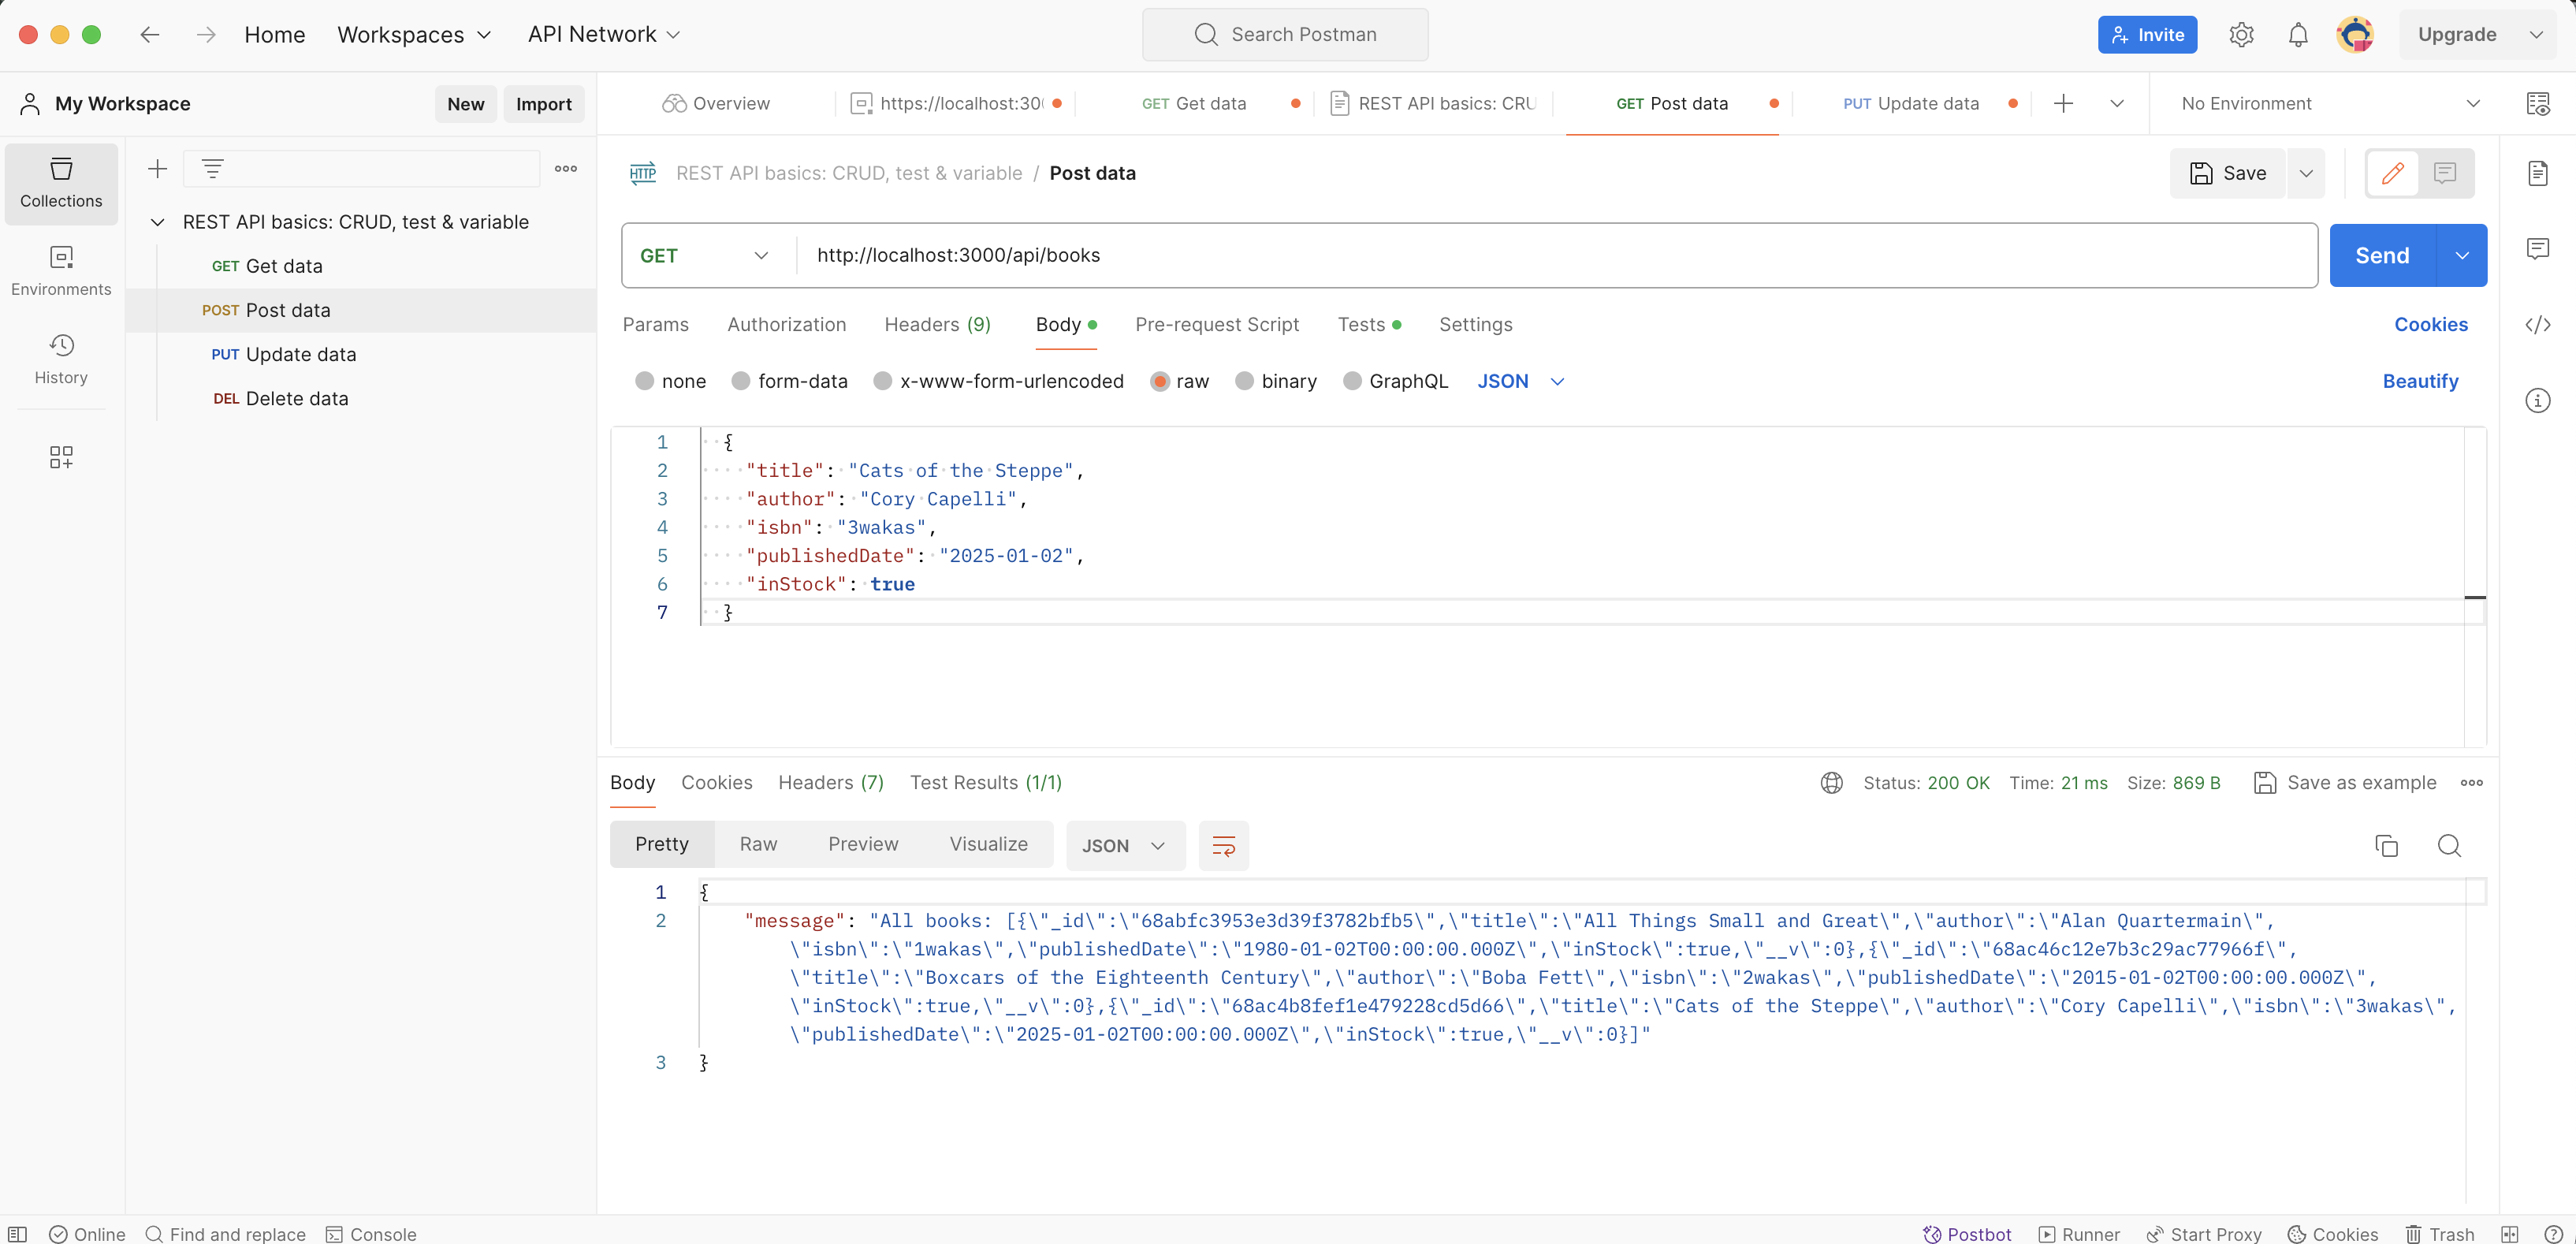 Home Workspaces API Network Search Postman Invite Upgrade
My Workspace New Import Overview https://localhost:30 GET Get data REST API basics: CRU GET Post data PUT Update data No Environment
Collections
Environments
History
REST API basics: CRUD, test & variable
GET Get data
POST Post data
PUT Update data
DEL Delete data
HTTP REST API basics: CRUD, test & variable / Post data Save
GET http://localhost:3000/api/books Send
Params Authorization Headers (9) Body Pre-request Script Tests Settings Cookies
none form-data x-www-form-urlencoded raw binary GraphQL JSON Beautify
1 {
2 "title": "Cats of the Steppe",
3 "author": "Cory Capelli",
4 "isbn": "3wakas",
5 "publishedDate": "2025-01-02",
6 "inStock": true
7 }
Body Cookies Headers (7) Test Results (1/1) Status: 200 OK Time: 21 ms Size: 869 B Save as example
Pretty Raw Preview Visualize JSON
1 {
2 "message": "All books: [{\"_id\":\"68abfc3953e3d39f3782bfb5\",\"title\":\"All Things Small and Great\",\"author\":\"Alan Quartermain\",
\"isbn\":\"1wakas\",\"publishedDate\":\"1980-01-02T00:00:00.000Z\",\"inStock\":true,\"__v\":0},{\"_id\":\"68ac46c12e7b3c29ac77966f\",
\"title\":\"Boxcars of the Eighteenth Century\",\"author\":\"Boba Fett\",\"isbn\":\"2wakas\",\"publishedDate\":\"2015-01-02T00:00:00.000Z\",
\"inStock\":true,\"__v\":0},{\"_id\":\"68ac4b8fef1e479228cd5d66\",\"title\":\"Cats of the Steppe\",\"author\":\"Cory Capelli\",\"isbn\":\"3wakas\",
\"publishedDate\":\"2025-01-02T00:00:00.000Z\",\"inStock\":true,\"__v\":0}]"
3 }
Online Find and replace Console Postbot Runner Start Proxy Cookies Trash